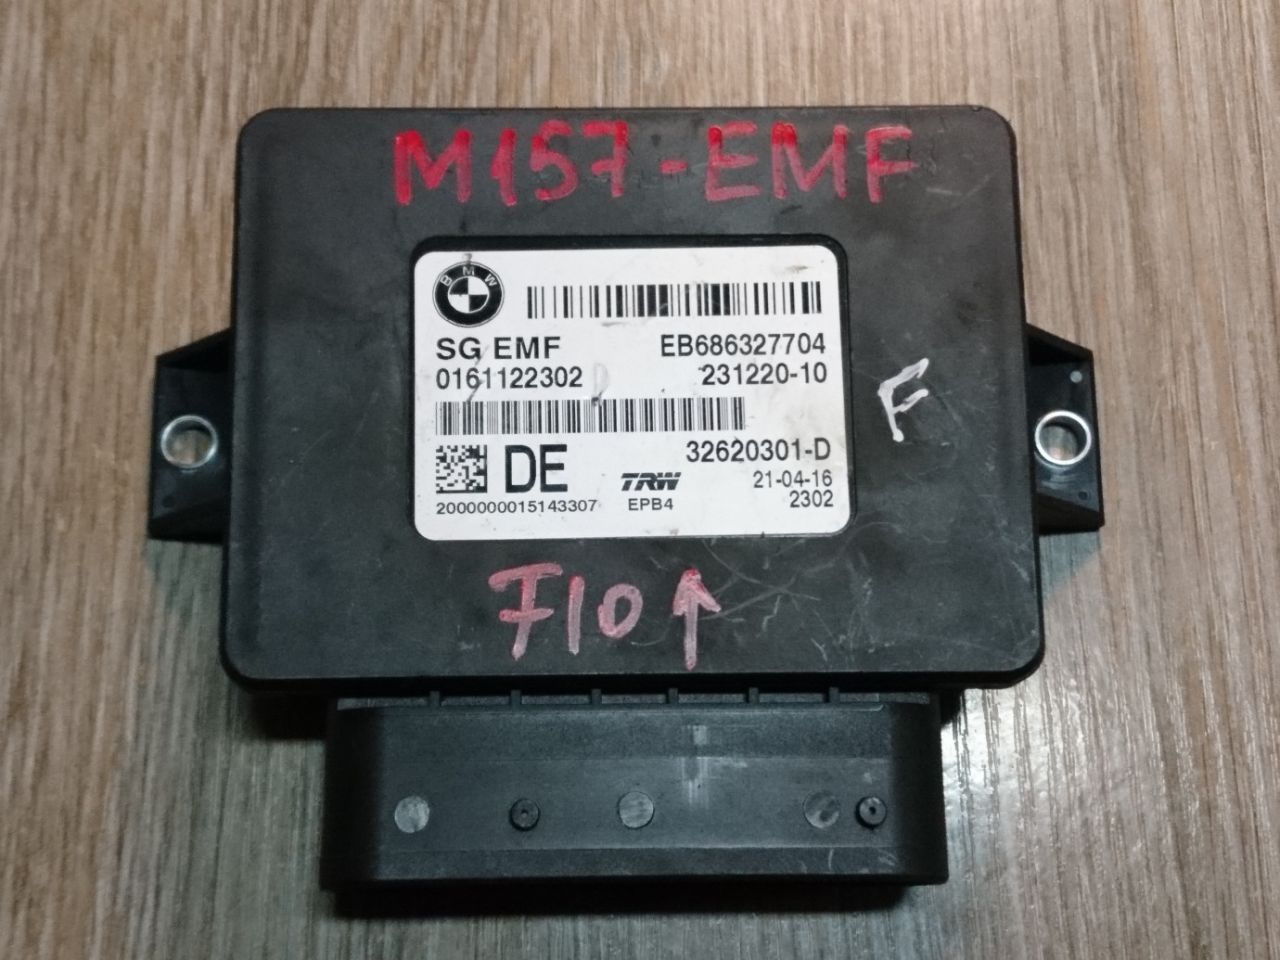 M157-EMF
BMW
SG EMF EB686327704
0161122302 231220-10
32620301-D
DE TRW 21-04-16
2000000015143307 EPB4 2302
F
F10↑